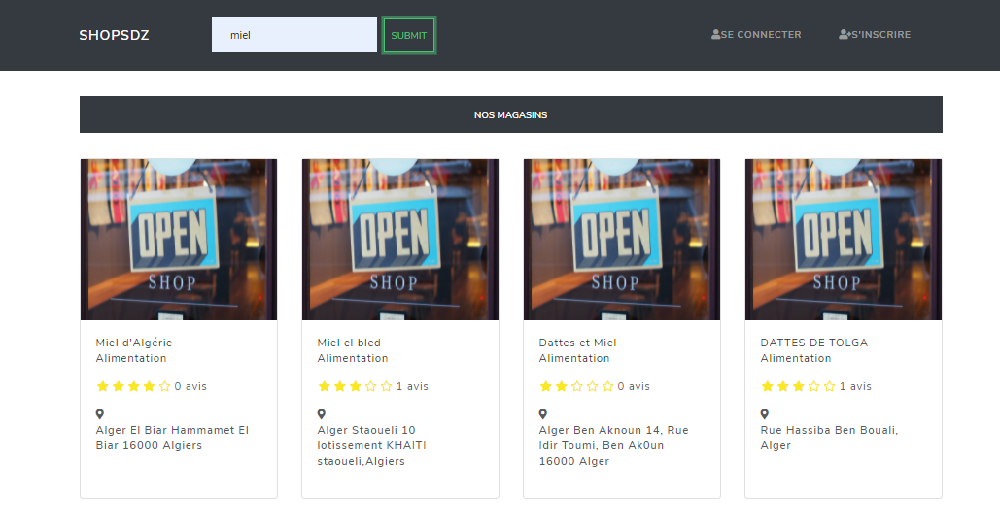 SHOPSDZ
miel
SUBMIT
SE CONNECTER
S'INSCRIRE
NOS MAGASINS
OPEN
SHOP
Miel d'Algérie
Alimentation
0 avis
Alger El Biar Hammamet El
Biar 16000 Algiers
OPEN
SHOP
Miel el bled
Alimentation
1 avis
Alger Staoueli 10
lotissement KHAITI
staoueli,Algiers
OPEN
SHOP
Dattes et Miel
Alimentation
0 avis
Alger Ben Aknoun 14, Rue
Idir Toumi, Ben Ak0un
16000 Alger
OPEN
SHOP
DATTES DE TOLGA
Alimentation
1 avis
Rue Hassiba Ben Bouali,
Alger